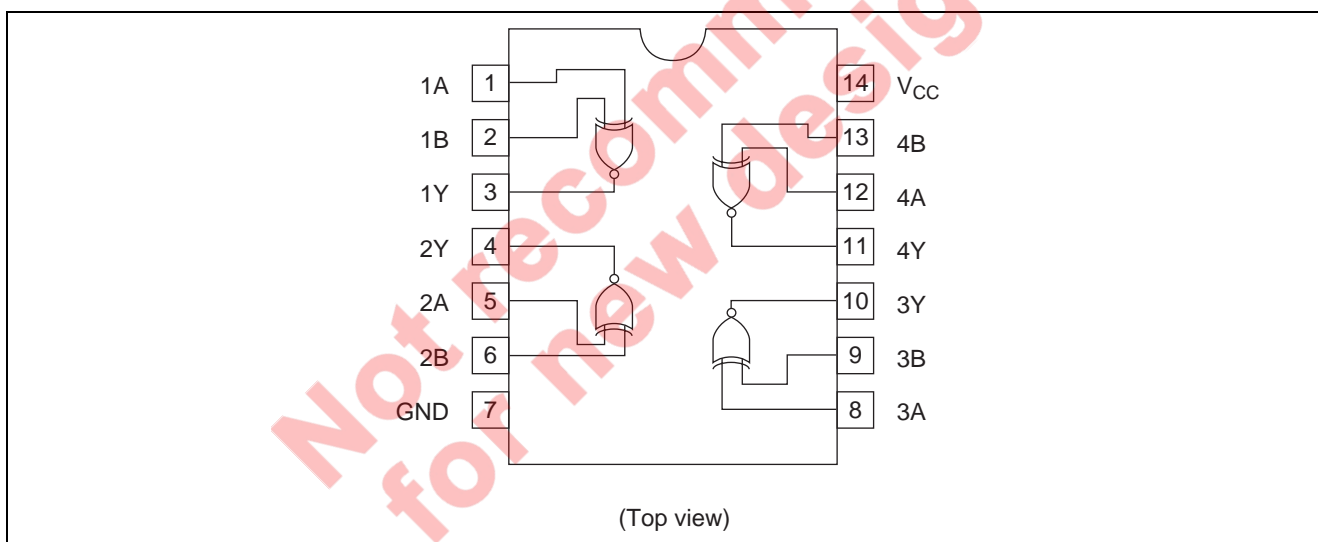 Not recomm
for new desig
1A 1
1B 2
1Y 3
2Y 4
2A 5
2B 6
GND 7
14 VCC
13 4B
12 4A
11 4Y
10 3Y
9 3B
8 3A
(Top view)